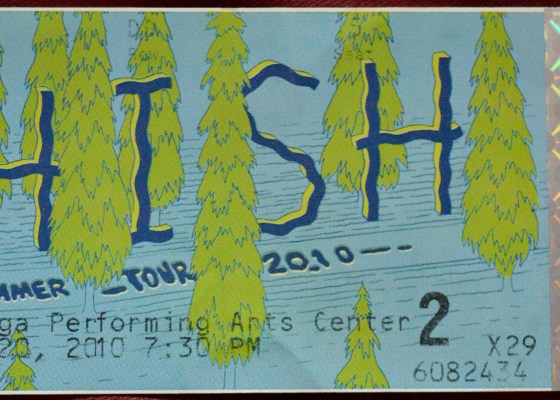 HISH
MMER -TOUR 2010---
ga Performing Arts Center 2
20, 2010 7:30 PM X29
6082434